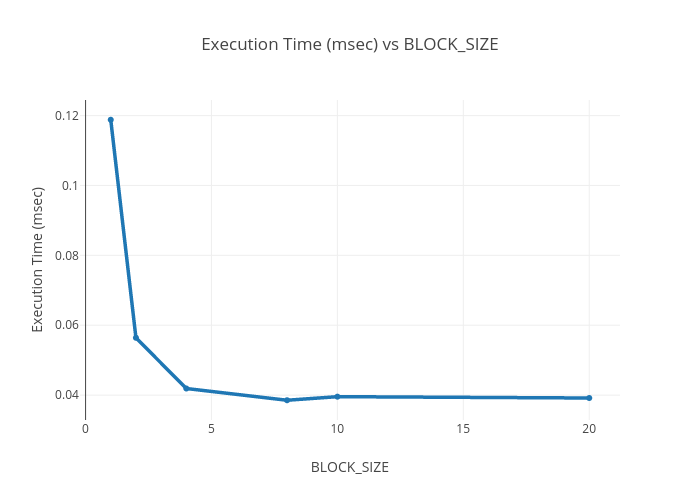 Execution Time (msec) vs BLOCK_SIZE
0.12
0.1
0.08
0.06
0.04
Execution Time (msec)
0 5 10 15 20
BLOCK_SIZE